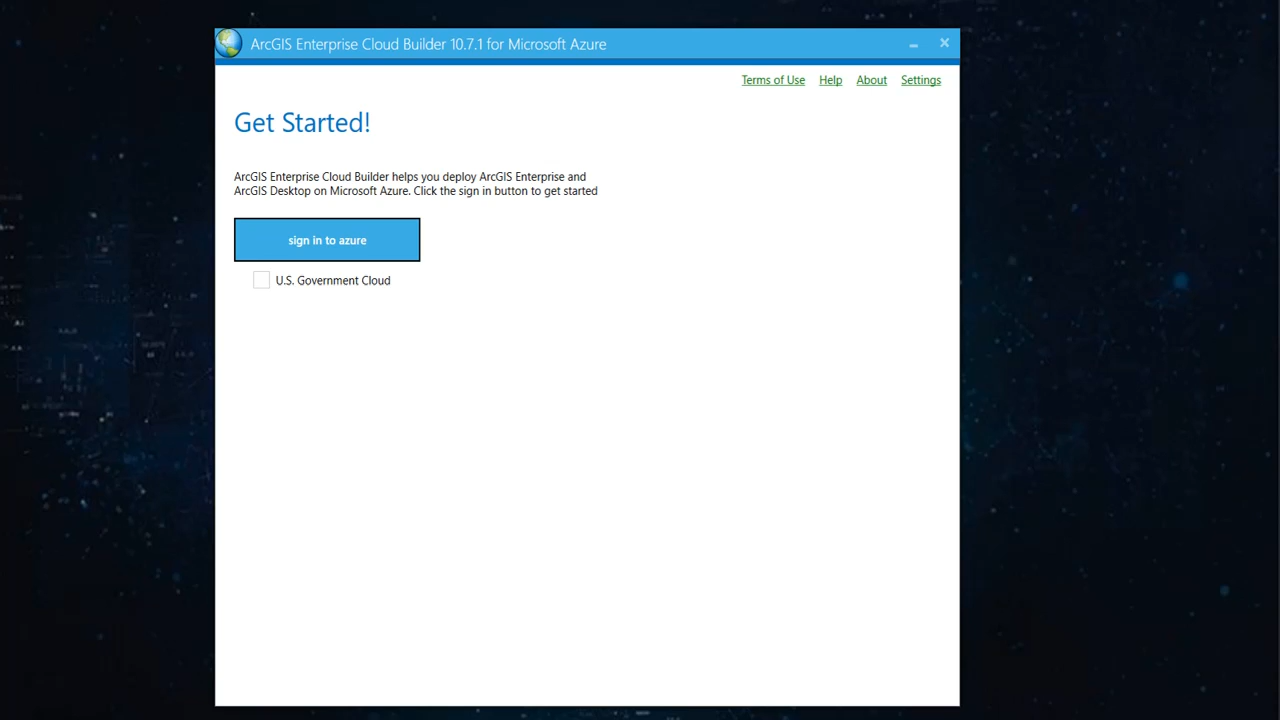 ArcGIS Enterprise Cloud Builder 10.7.1 for Microsoft Azure
Terms of Use Help About Settings
Get Started!
ArcGIS Enterprise Cloud Builder helps you deploy ArcGIS Enterprise and
ArcGIS Desktop on Microsoft Azure. Click the sign in button to get started
sign in to azure
U.S. Government Cloud